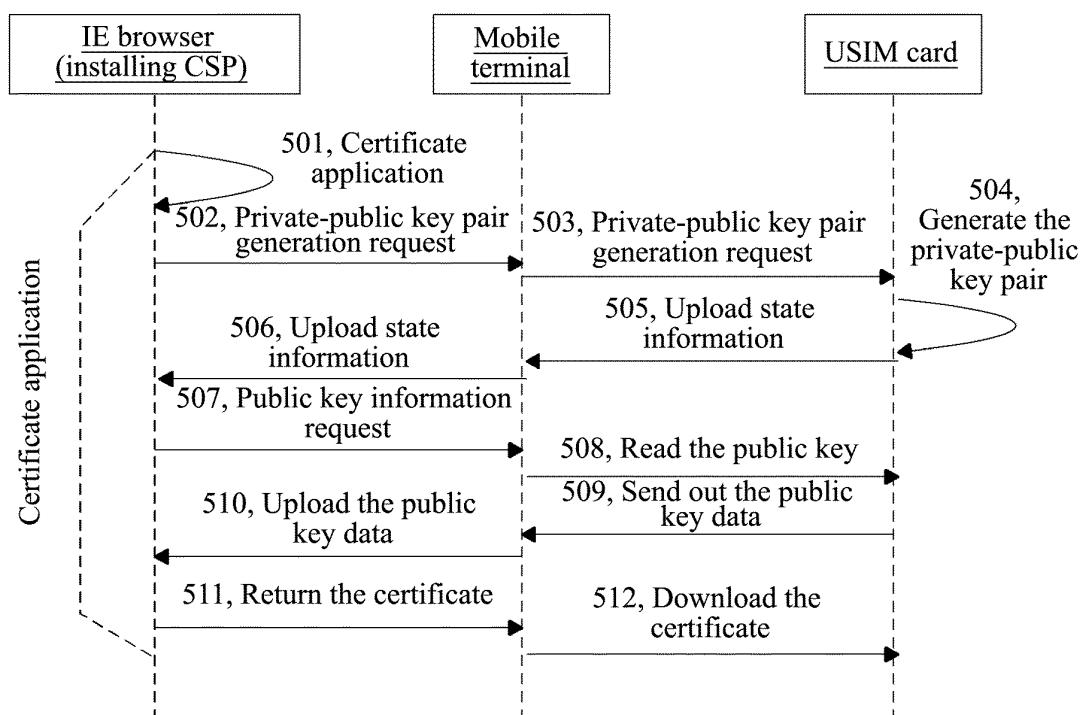 IE browser
(installing CSP)
Mobile
terminal
USIM card
501, Certificate
application
502, Private-public key pair
generation request
503, Private-public key pair
generation request
504,
Generate the
private-public
key pair
505, Upload state
information
506, Upload state
information
507, Public key information
request
508, Read the public key
509, Send out the public
key data
510, Upload the public
key data
511, Return the certificate
512, Download the
certificate
Certificate application